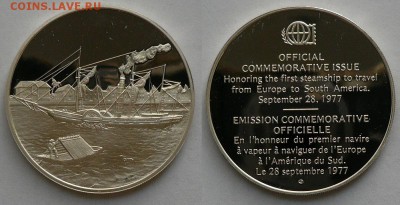 COINS.ЛАВЕ.RU
OFFICIAL
COMMEMORATIVE ISSUE
Honoring the first steamship to travel
from Europe to South America.
September 28, 1977
EMISSION COMMEMORATIVE
OFFICIELLE
En l'honneur du premier navire
à vapeur à naviguer de l'Europe
à l'Amérique du Sud.
Le 28 septembre 1977